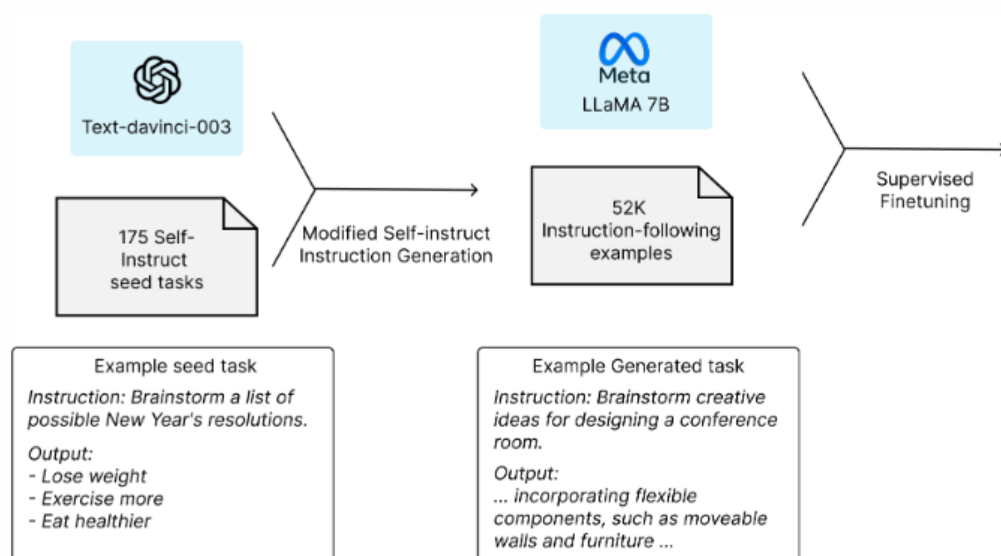 Text-davinci-003
175 Self-
Instruct
seed tasks
Modified Self-instruct
Instruction Generation
Meta
LLaMA 7B
52K
Instruction-following
examples
Supervised
Finetuning
Example seed task
Instruction: Brainstorm a list of
possible New Year's resolutions.
Output:
- Lose weight
- Exercise more
- Eat healthier
Example Generated task
Instruction: Brainstorm creative
ideas for designing a conference
room.
Output:
... incorporating flexible
components, such as moveable
walls and furniture ...